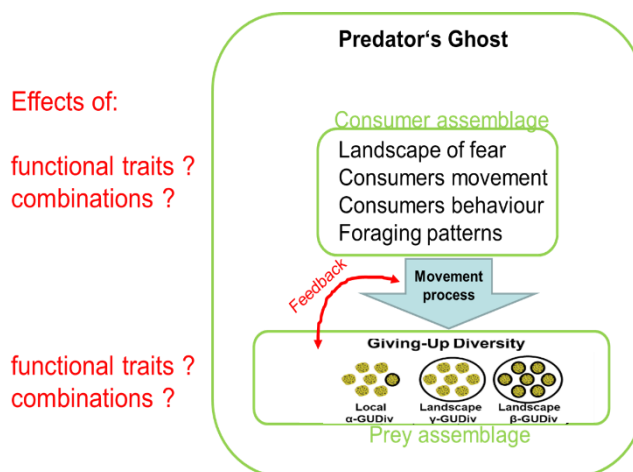 Predator's Ghost
Effects of:
Consumer assemblage
functional traits ?
combinations ?
Landscape of fear
Consumers movement
Consumers behaviour
Foraging patterns
Feedback
Movement
process
functional traits ?
combinations ?
Giving-Up Diversity
Local
α-GUDiv
Landscape
γ-GUDiv
Landscape
β-GUDiv
Prey assemblage